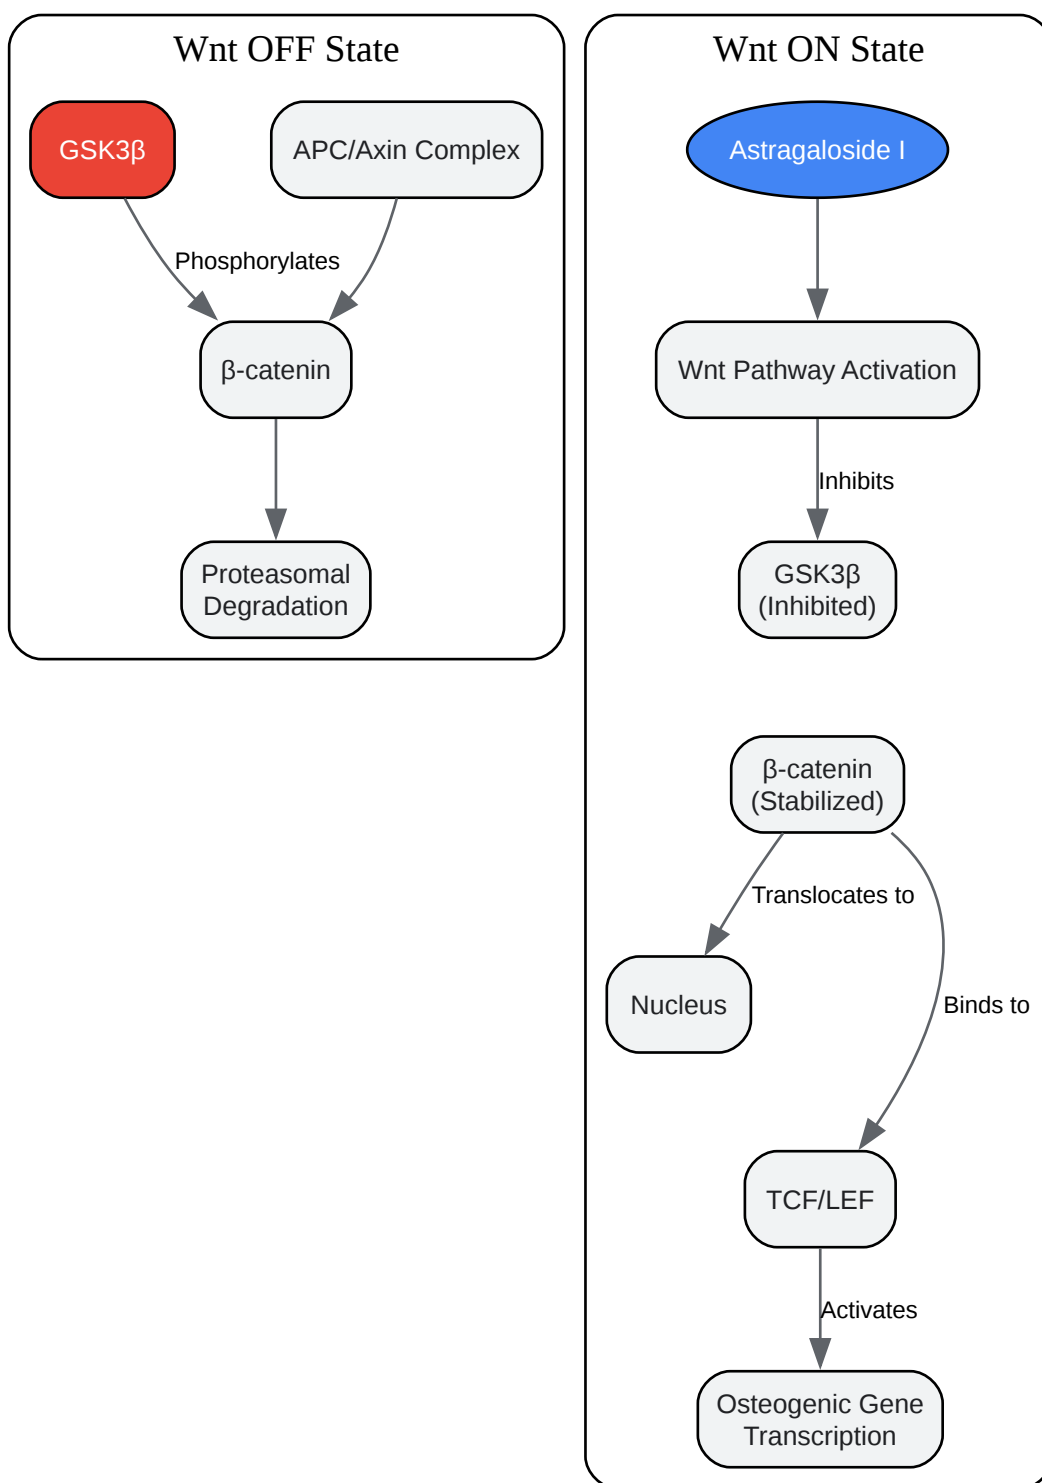 Wnt OFF State
GSK3β
APC/Axin Complex
Phosphorylates
β-catenin
Proteasomal
Degradation
Wnt ON State
Astragaloside I
Wnt Pathway Activation
Inhibits
GSK3β
(Inhibited)
β-catenin
(Stabilized)
Translocates to
Nucleus
Binds to
TCF/LEF
Activates
Osteogenic Gene
Transcription